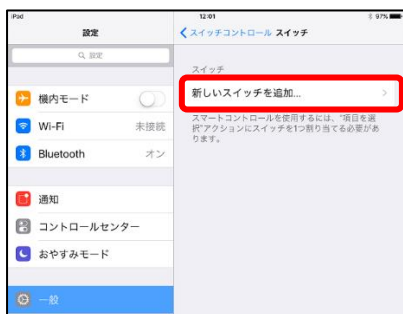 iPad
12:01
97%
設定
スイッチコントロール スイッチ
検索
スイッチ
機内モード
新しいスイッチを追加...
スマートコントロールを使用するには、"項目を選
択"アクションにスイッチを1つ割り当てる必要があ
ります。
Wi-Fi 未接続
Bluetooth オン
通知
コントロールセンター
おやすみモード
一般